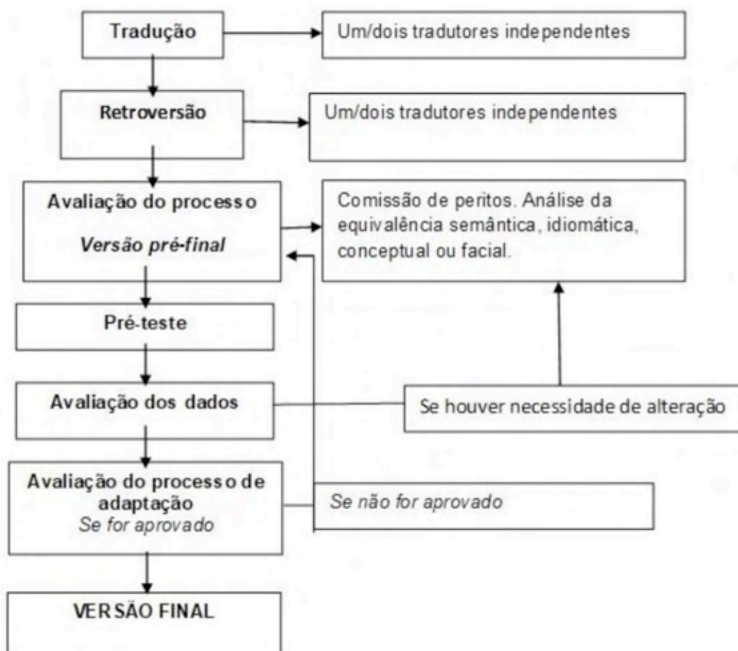 Tradução
Um/dois tradutores independentes
Retroversão
Um/dois tradutores independentes
Avaliação do processo
Versão pré-final
Comissão de peritos. Análise da
equivalência semântica, idiomática,
conceptual ou facial.
Pré-teste
Avaliação dos dados
Se houver necessidade de alteração
Avaliação do processo de
adaptação
Se for aprovado
Se não for aprovado
VERSÃO FINAL